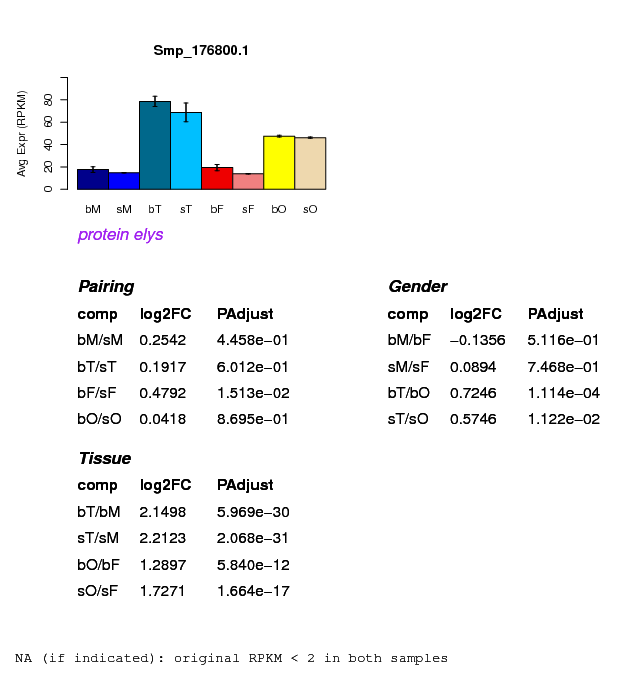 Smp_176800.1
Avg Expr (RPKM)
0 20 40 60 80
bM sM bT sT bF sF bO sO
protein elys
Pairing
comp log2FC PAdjust
bM/sM 0.2542 4.458e−01
bT/sT 0.1917 6.012e−01
bF/sF 0.4792 1.513e−02
bO/sO 0.0418 8.695e−01
Gender
comp log2FC PAdjust
bM/bF −0.1356 5.116e−01
sM/sF 0.0894 7.468e−01
bT/bO 0.7246 1.114e−04
sT/sO 0.5746 1.122e−02
Tissue
comp log2FC PAdjust
bT/bM 2.1498 5.969e−30
sT/sM 2.2123 2.068e−31
bO/bF 1.2897 5.840e−12
sO/sF 1.7271 1.664e−17
NA (if indicated): original RPKM < 2 in both samples